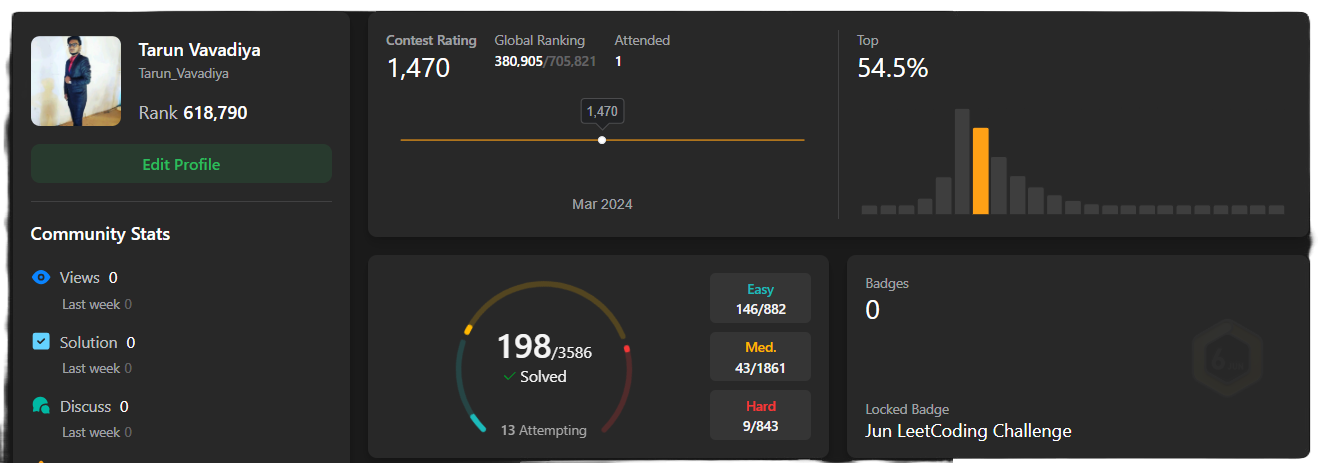 Tarun Vavadiya
Tarun_Vavadiya
Rank 618,790
Edit Profile
Community Stats
Views 0
Last week 0
Solution 0
Last week 0
Discuss 0
Last week 0
Contest Rating
1,470
Global Ranking
380,905/705,821
Attended
1
1,470
Mar 2024
Top
54.5%
198/3586
Solved
13 Attempting
Easy
146/882
Med.
43/1861
Hard
9/843
Badges
0
Locked Badge
Jun LeetCoding Challenge